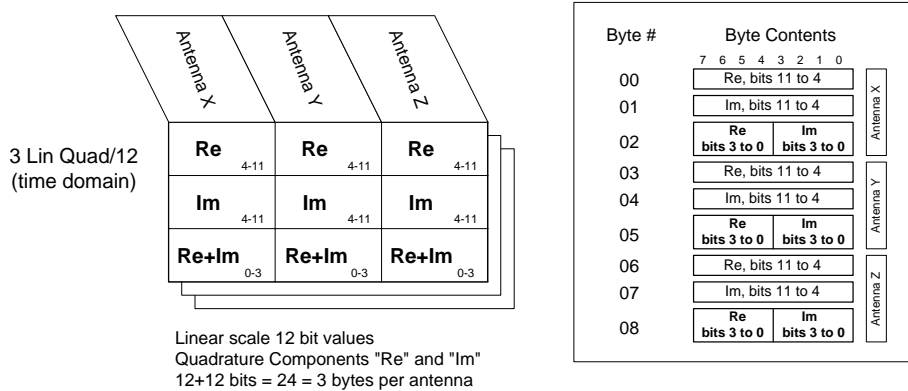 Antenna X
Antenna Y
Antenna Z
3 Lin Quad/12
(time domain)
Re 4-11 Re 4-11 Re 4-11
Im 4-11 Im 4-11 Im 4-11
Re+Im 0-3 Re+Im 0-3 Re+Im 0-3
Linear scale 12 bit values
Quadrature Components "Re" and "Im"
12+12 bits = 24 = 3 bytes per antenna
Byte # Byte Contents
7 6 5 4 3 2 1 0
00 Re, bits 11 to 4
01 Im, bits 11 to 4
02 Re bits 3 to 0 Im bits 3 to 0
Antenna X
03 Re, bits 11 to 4
04 Im, bits 11 to 4
05 Re bits 3 to 0 Im bits 3 to 0
Antenna Y
06 Re, bits 11 to 4
07 Im, bits 11 to 4
08 Re bits 3 to 0 Im bits 3 to 0
Antenna Z